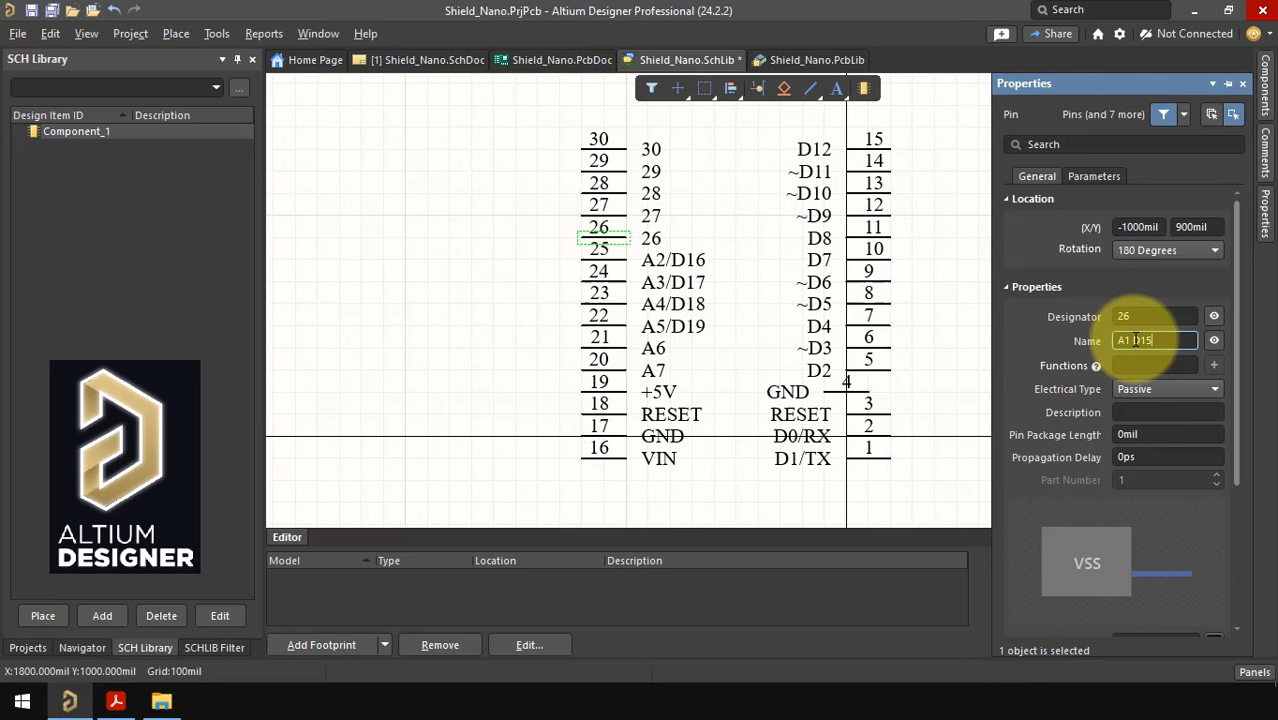 Shield_Nano.PrjPcb - Altium Designer Professional (24.2.2)
Search
File Edit View Project Place Tools Reports Window Help
Share Not Connected
SCH Library
Home Page [1] Shield_Nano.SchDoc Shield_Nano.PcbDoc Shield_Nano.SchLib * Shield_Nano.PcbLib
...
Design Item ID Description
Component_1
ALTIUM
DESIGNER
Place Add Delete Edit
Projects Navigator SCH Library SCHLIB Filter
30 30 D12 15
29 29 ~D11 14
28 28 ~D10 13
27 27 ~D9 12
26 26 D8 11
25 A2/D16 D7 10
24 A3/D17 ~D6 9
23 A4/D18 ~D5 8
22 A5/D19 D4 7
21 A6 ~D3 6
20 A7 D2 5
19 +5V GND 4
18 RESET RESET 3
17 GND D0/RX 2
16 VIN D1/TX 1
Editor
Model Type Location Description
Add Footprint Remove Edit...
Properties
Pin Pins (and 7 more)
Search
General Parameters
Location
(X/Y) -1000mil 900mil
Rotation 180 Degrees
Properties
Designator 26
Name A1 D15
Functions ?
Electrical Type Passive
Description
Pin Package Length 0mil
Propagation Delay 0ps
Part Number 1
VSS
1 object is selected
Components
Properties
X:1800.000mil Y:1000.000mil Grid:100mil
Panels